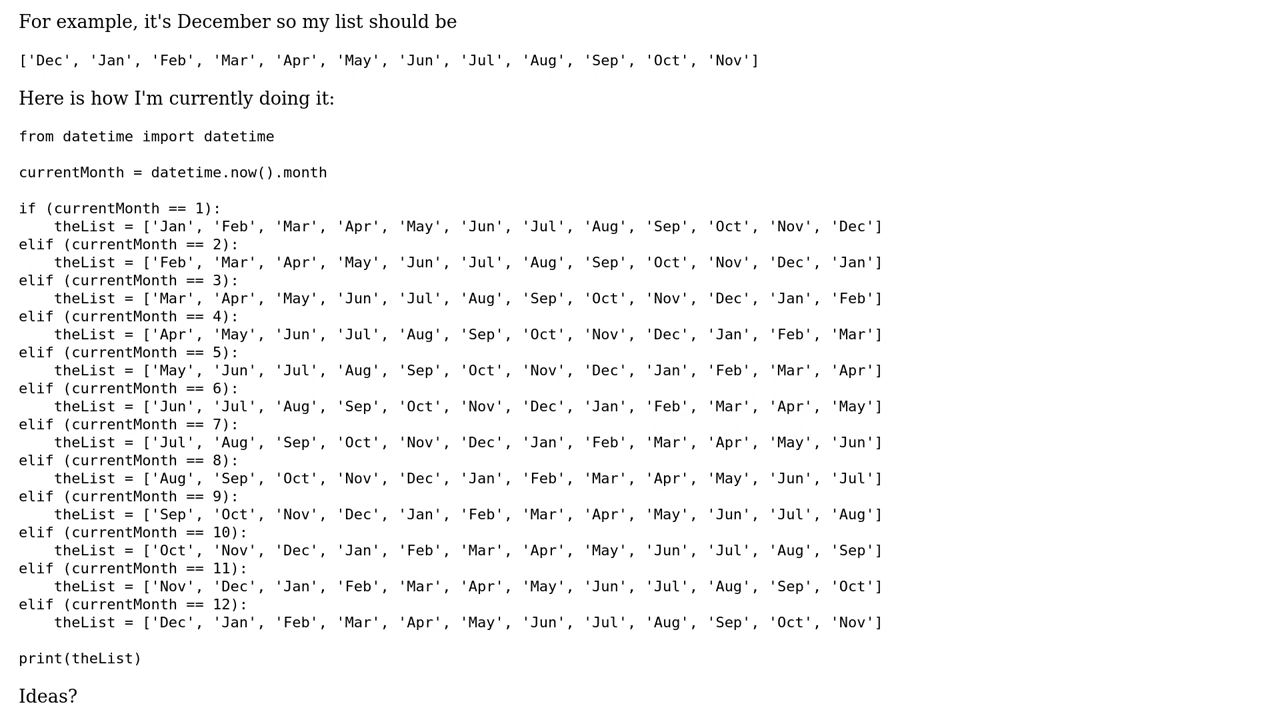 For example, it's December so my list should be
['Dec', 'Jan', 'Feb', 'Mar', 'Apr', 'May', 'Jun', 'Jul', 'Aug', 'Sep', 'Oct', 'Nov']
Here is how I'm currently doing it:
from datetime import datetime
currentMonth = datetime.now().month
if (currentMonth == 1):
    theList = ['Jan', 'Feb', 'Mar', 'Apr', 'May', 'Jun', 'Jul', 'Aug', 'Sep', 'Oct', 'Nov', 'Dec']
elif (currentMonth == 2):
    theList = ['Feb', 'Mar', 'Apr', 'May', 'Jun', 'Jul', 'Aug', 'Sep', 'Oct', 'Nov', 'Dec', 'Jan']
elif (currentMonth == 3):
    theList = ['Mar', 'Apr', 'May', 'Jun', 'Jul', 'Aug', 'Sep', 'Oct', 'Nov', 'Dec', 'Jan', 'Feb']
elif (currentMonth == 4):
    theList = ['Apr', 'May', 'Jun', 'Jul', 'Aug', 'Sep', 'Oct', 'Nov', 'Dec', 'Jan', 'Feb', 'Mar']
elif (currentMonth == 5):
    theList = ['May', 'Jun', 'Jul', 'Aug', 'Sep', 'Oct', 'Nov', 'Dec', 'Jan', 'Feb', 'Mar', 'Apr']
elif (currentMonth == 6):
    theList = ['Jun', 'Jul', 'Aug', 'Sep', 'Oct', 'Nov', 'Dec', 'Jan', 'Feb', 'Mar', 'Apr', 'May']
elif (currentMonth == 7):
    theList = ['Jul', 'Aug', 'Sep', 'Oct', 'Nov', 'Dec', 'Jan', 'Feb', 'Mar', 'Apr', 'May', 'Jun']
elif (currentMonth == 8):
    theList = ['Aug', 'Sep', 'Oct', 'Nov', 'Dec', 'Jan', 'Feb', 'Mar', 'Apr', 'May', 'Jun', 'Jul']
elif (currentMonth == 9):
    theList = ['Sep', 'Oct', 'Nov', 'Dec', 'Jan', 'Feb', 'Mar', 'Apr', 'May', 'Jun', 'Jul', 'Aug']
elif (currentMonth == 10):
    theList = ['Oct', 'Nov', 'Dec', 'Jan', 'Feb', 'Mar', 'Apr', 'May', 'Jun', 'Jul', 'Aug', 'Sep']
elif (currentMonth == 11):
    theList = ['Nov', 'Dec', 'Jan', 'Feb', 'Mar', 'Apr', 'May', 'Jun', 'Jul', 'Aug', 'Sep', 'Oct']
elif (currentMonth == 12):
    theList = ['Dec', 'Jan', 'Feb', 'Mar', 'Apr', 'May', 'Jun', 'Jul', 'Aug', 'Sep', 'Oct', 'Nov']
print(theList)
Ideas?